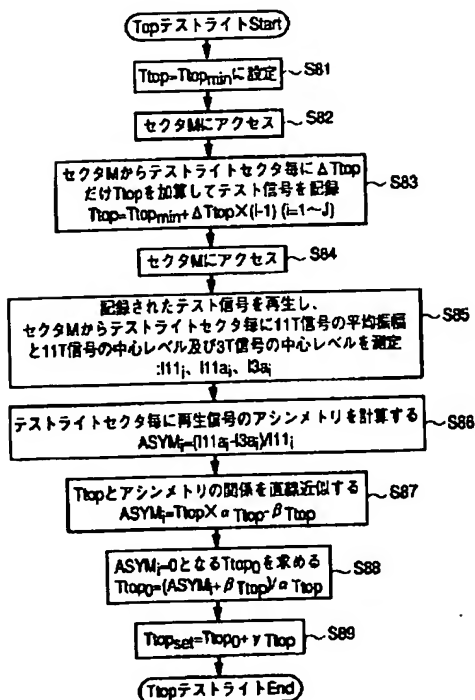 TtopテストライトStart
Ttop=Ttopminに設定
S81
セクタMにアクセス
S82
セクタMからテストライトセクタ毎にΔTtop
だけTtopを加算してテスト信号を記録
Ttop=Ttopmin+ΔTtop×(i-1) (i=1~J)
S83
セクタMにアクセス
S84
記録されたテスト信号を再生し、
セクタMからテストライトセクタ毎に11T信号の平均振幅
と11T信号の中心レベル及び3T信号の中心レベルを測定
:I11i、I11ai、I3ai
S85
テストライトセクタ毎に再生信号のアシンメトリを計算する
ASYMi=(I11ai-I3ai)/I11i
S86
Ttopとアシンメトリの関係を直線近似する
ASYMi=Ttop×αTtop-βTtop
S87
ASYMi=0となるTtop0を求める
Ttop0=(ASYMi+βTtop)/αTtop
S88
Ttopset=Ttop0+γTtop
S89
TtopテストライトEnd